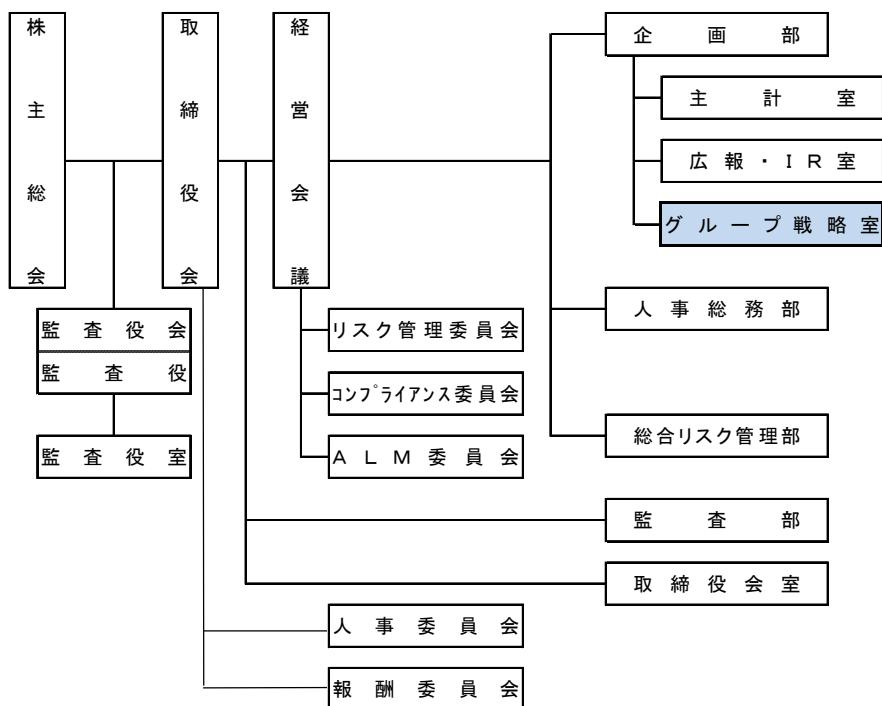 株主総会
取締役会
経営会議
企画部
主計室
広報・ＩＲ室
グループ戦略室
人事総務部
リスク管理委員会
監査役会
監査役
コンプライアンス委員会
総合リスク管理部
監査役室
ＡＬＭ委員会
監査部
取締役会室
人事委員会
報酬委員会